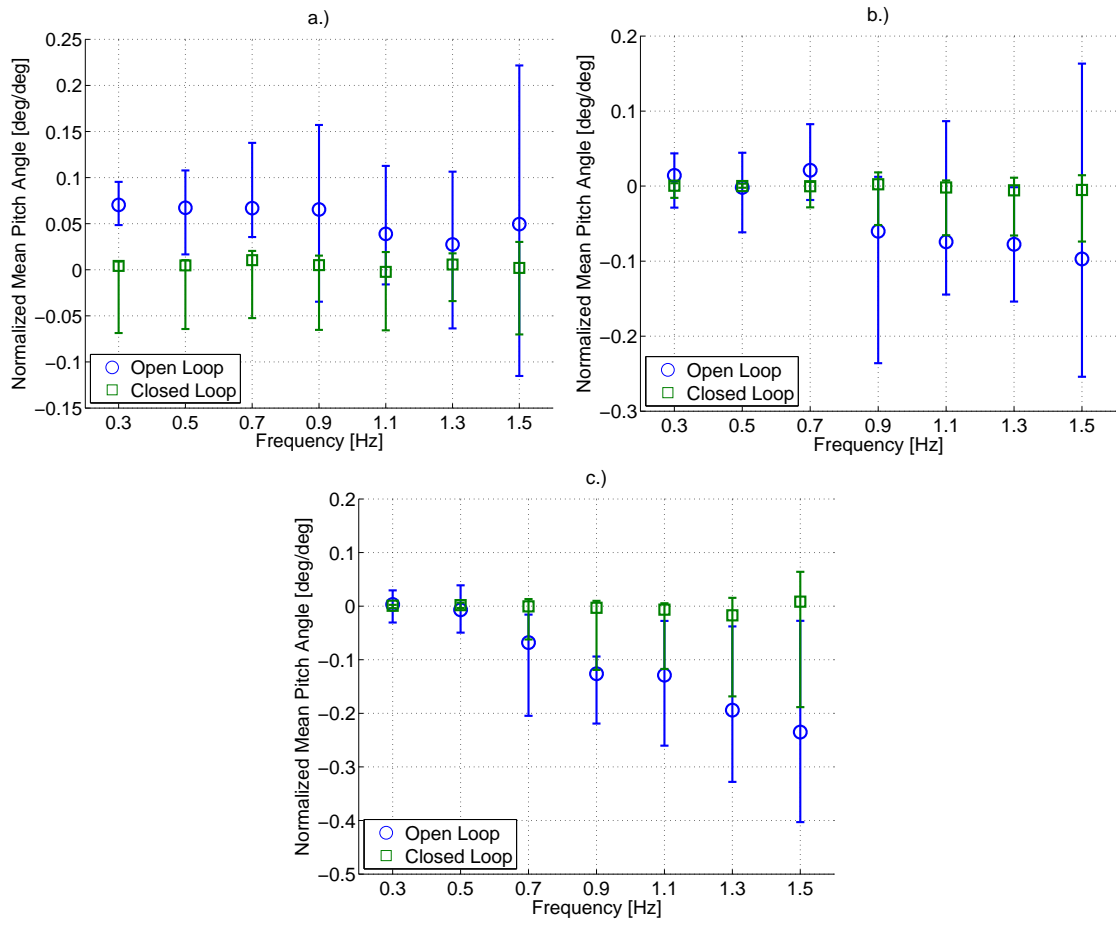 a.)
Normalized Mean Pitch Angle [deg/deg]
0.25
0.2
0.15
0.1
0.05
0
−0.05
−0.1
−0.15
Open Loop
Closed Loop
0.3 0.5 0.7 0.9 1.1 1.3 1.5
Frequency [Hz]
b.)
Normalized Mean Pitch Angle [deg/deg]
0.2
0.1
0
−0.1
−0.2
−0.3
Open Loop
Closed Loop
0.3 0.5 0.7 0.9 1.1 1.3 1.5
Frequency [Hz]
c.)
Normalized Mean Pitch Angle [deg/deg]
0.2
0.1
0
−0.1
−0.2
−0.3
−0.4
−0.5
Open Loop
Closed Loop
0.3 0.5 0.7 0.9 1.1 1.3 1.5
Frequency [Hz]